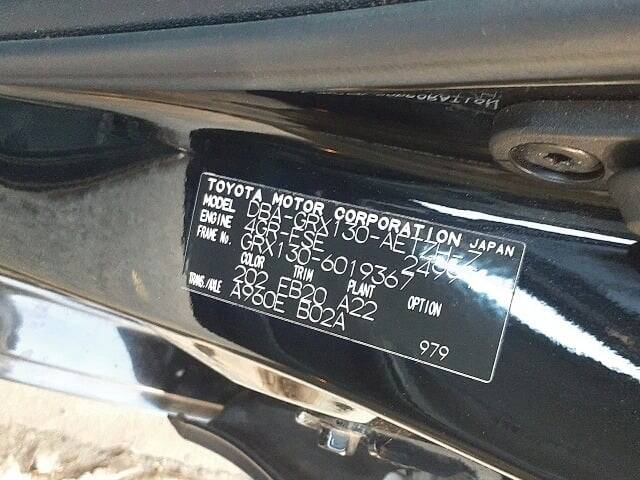 TOYOTA MOTOR CORPORATION JAPAN
MODEL DBA-GRX130-AETZH-7
ENGINE 4GR-FSE
FRAME No. GRX130-6019367
COLOR TRIM PLANT OPTION
202 EB20 A22
TRANS./AXLE A960E B02A
979